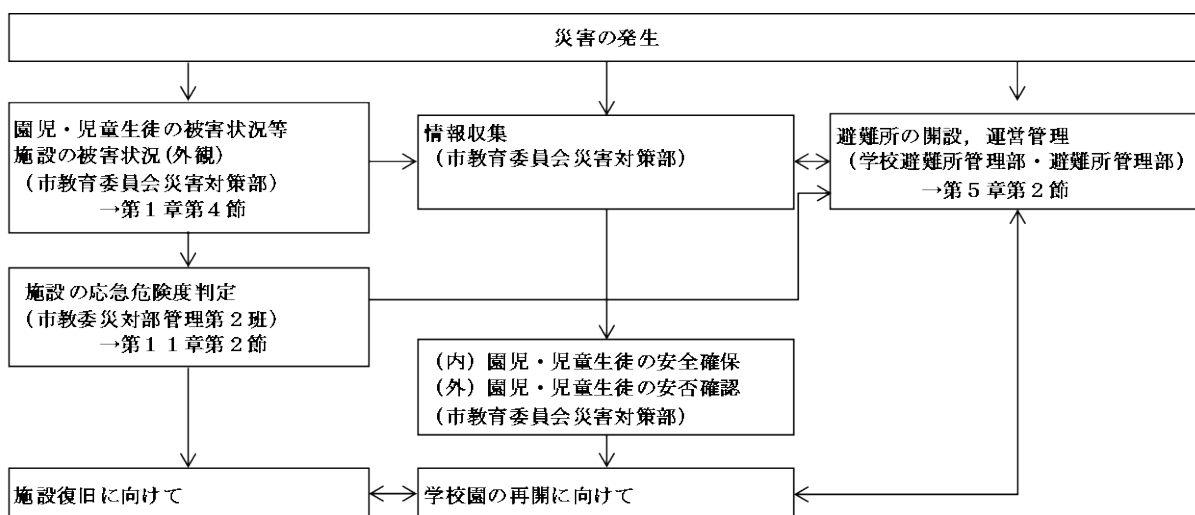 災害の発生
園児・児童生徒の被害状況等
施設の被害状況(外観)
(市教育委員会災害対策部)
→第1章第4節
情報収集
(市教育委員会災害対策部)
避難所の開設,運営管理
(学校避難所管理部・避難所管理部)
→第5章第2節
施設の応急危険度判定
(市教委災対部管理第2班)
→第11章第2節
(内)園児・児童生徒の安全確保
(外)園児・児童生徒の安否確認
(市教育委員会災害対策部)
施設復旧に向けて
学校園の再開に向けて